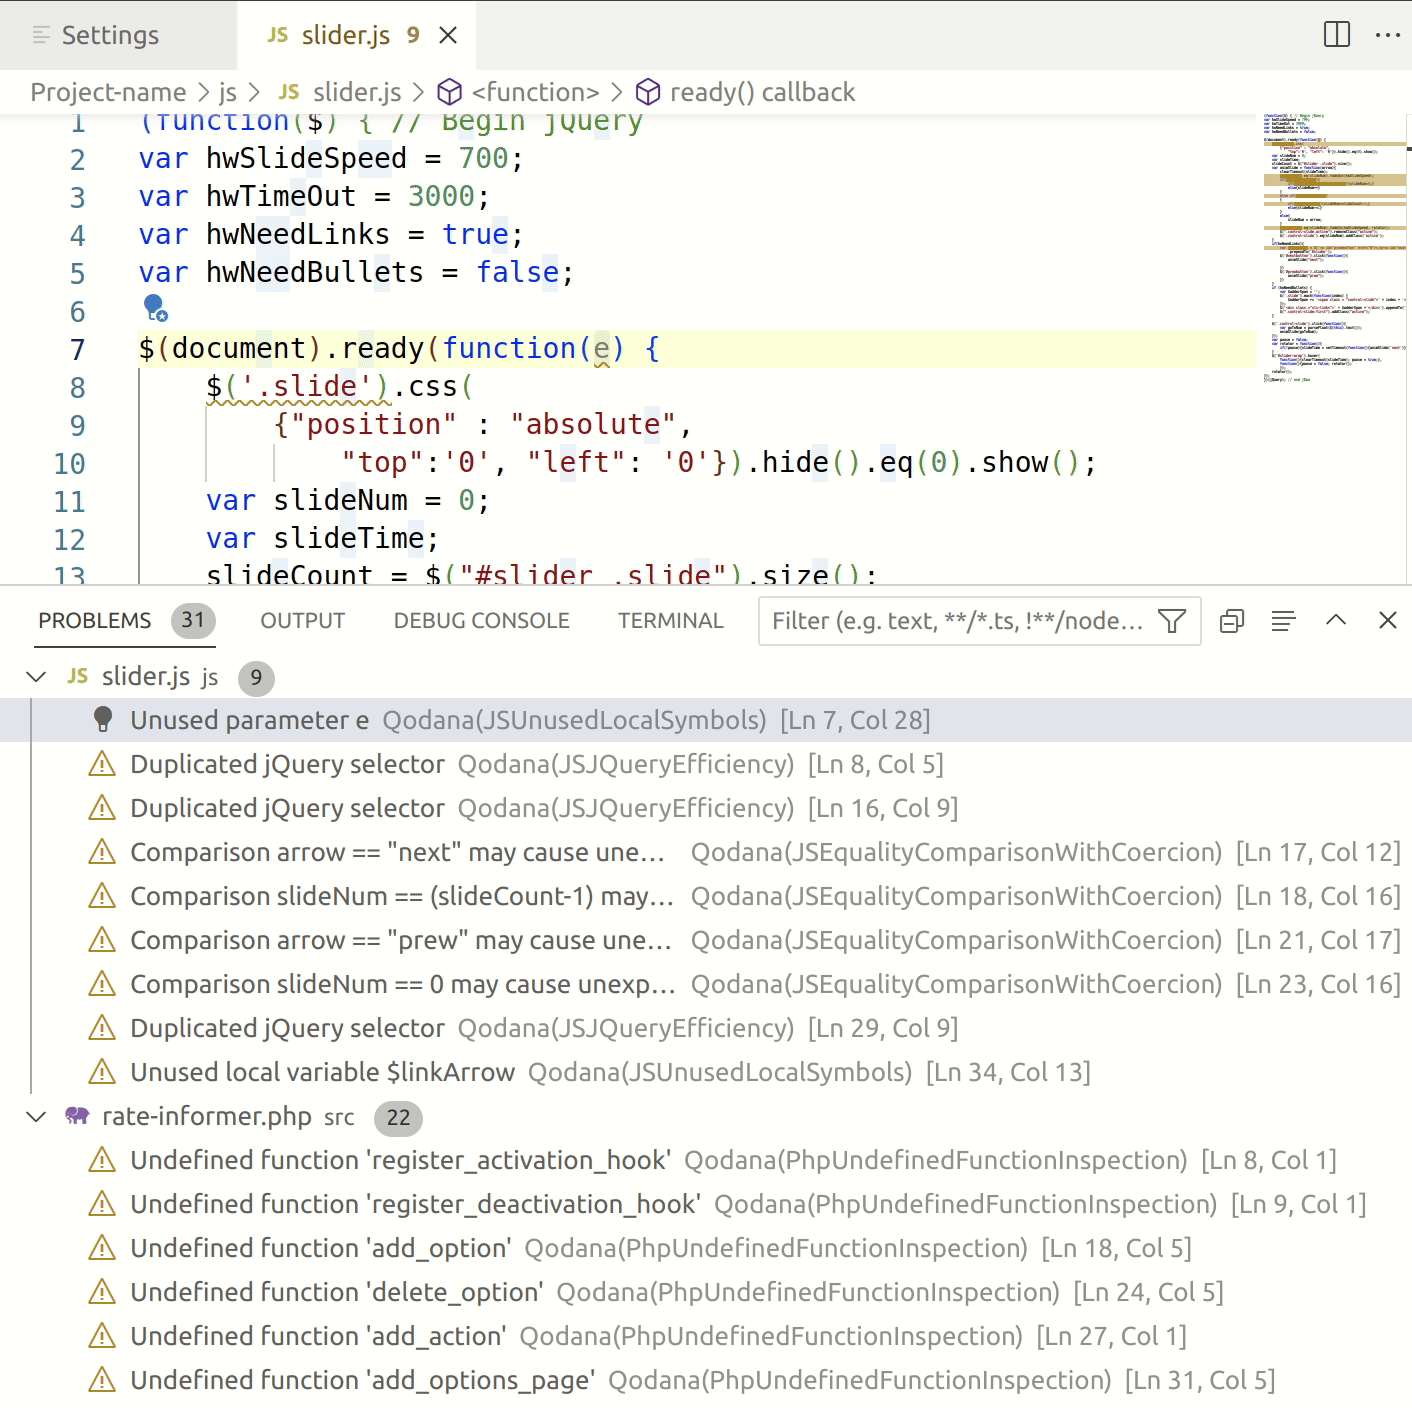 Settings
JS slider.js 9
Project-name > js > JS slider.js > <function> > ready() callback
1 (function($) { // Begin jQuery
2 var hwSlideSpeed = 700;
3 var hwTimeOut = 3000;
4 var hwNeedLinks = true;
5 var hwNeedBullets = false;
6
7 $(document).ready(function(e) {
8 $('.slide').css(
9 {"position" : "absolute",
10 "top":'0', "left": '0'}).hide().eq(0).show();
11 var slideNum = 0;
12 var slideTime;
13 slideCount = $("#slider .slide").size();
PROBLEMS 31 OUTPUT DEBUG CONSOLE TERMINAL Filter (e.g. text, **/*.ts, !**/node...
JS slider.js js 9
Unused parameter e Qodana(JSUnusedLocalSymbols) [Ln 7, Col 28]
Duplicated jQuery selector Qodana(JSJQueryEfficiency) [Ln 8, Col 5]
Duplicated jQuery selector Qodana(JSJQueryEfficiency) [Ln 16, Col 9]
Comparison arrow == "next" may cause une... Qodana(JSEqualityComparisonWithCoercion) [Ln 17, Col 12]
Comparison slideNum == (slideCount-1) may... Qodana(JSEqualityComparisonWithCoercion) [Ln 18, Col 16]
Comparison arrow == "prew" may cause une... Qodana(JSEqualityComparisonWithCoercion) [Ln 21, Col 17]
Comparison slideNum == 0 may cause unexp... Qodana(JSEqualityComparisonWithCoercion) [Ln 23, Col 16]
Duplicated jQuery selector Qodana(JSJQueryEfficiency) [Ln 29, Col 9]
Unused local variable $linkArrow Qodana(JSUnusedLocalSymbols) [Ln 34, Col 13]
rate-informer.php src 22
Undefined function 'register_activation_hook' Qodana(PhpUndefinedFunctionInspection) [Ln 8, Col 1]
Undefined function 'register_deactivation_hook' Qodana(PhpUndefinedFunctionInspection) [Ln 9, Col 1]
Undefined function 'add_option' Qodana(PhpUndefinedFunctionInspection) [Ln 18, Col 5]
Undefined function 'delete_option' Qodana(PhpUndefinedFunctionInspection) [Ln 24, Col 5]
Undefined function 'add_action' Qodana(PhpUndefinedFunctionInspection) [Ln 27, Col 1]
Undefined function 'add_options_page' Qodana(PhpUndefinedFunctionInspection) [Ln 31, Col 5]